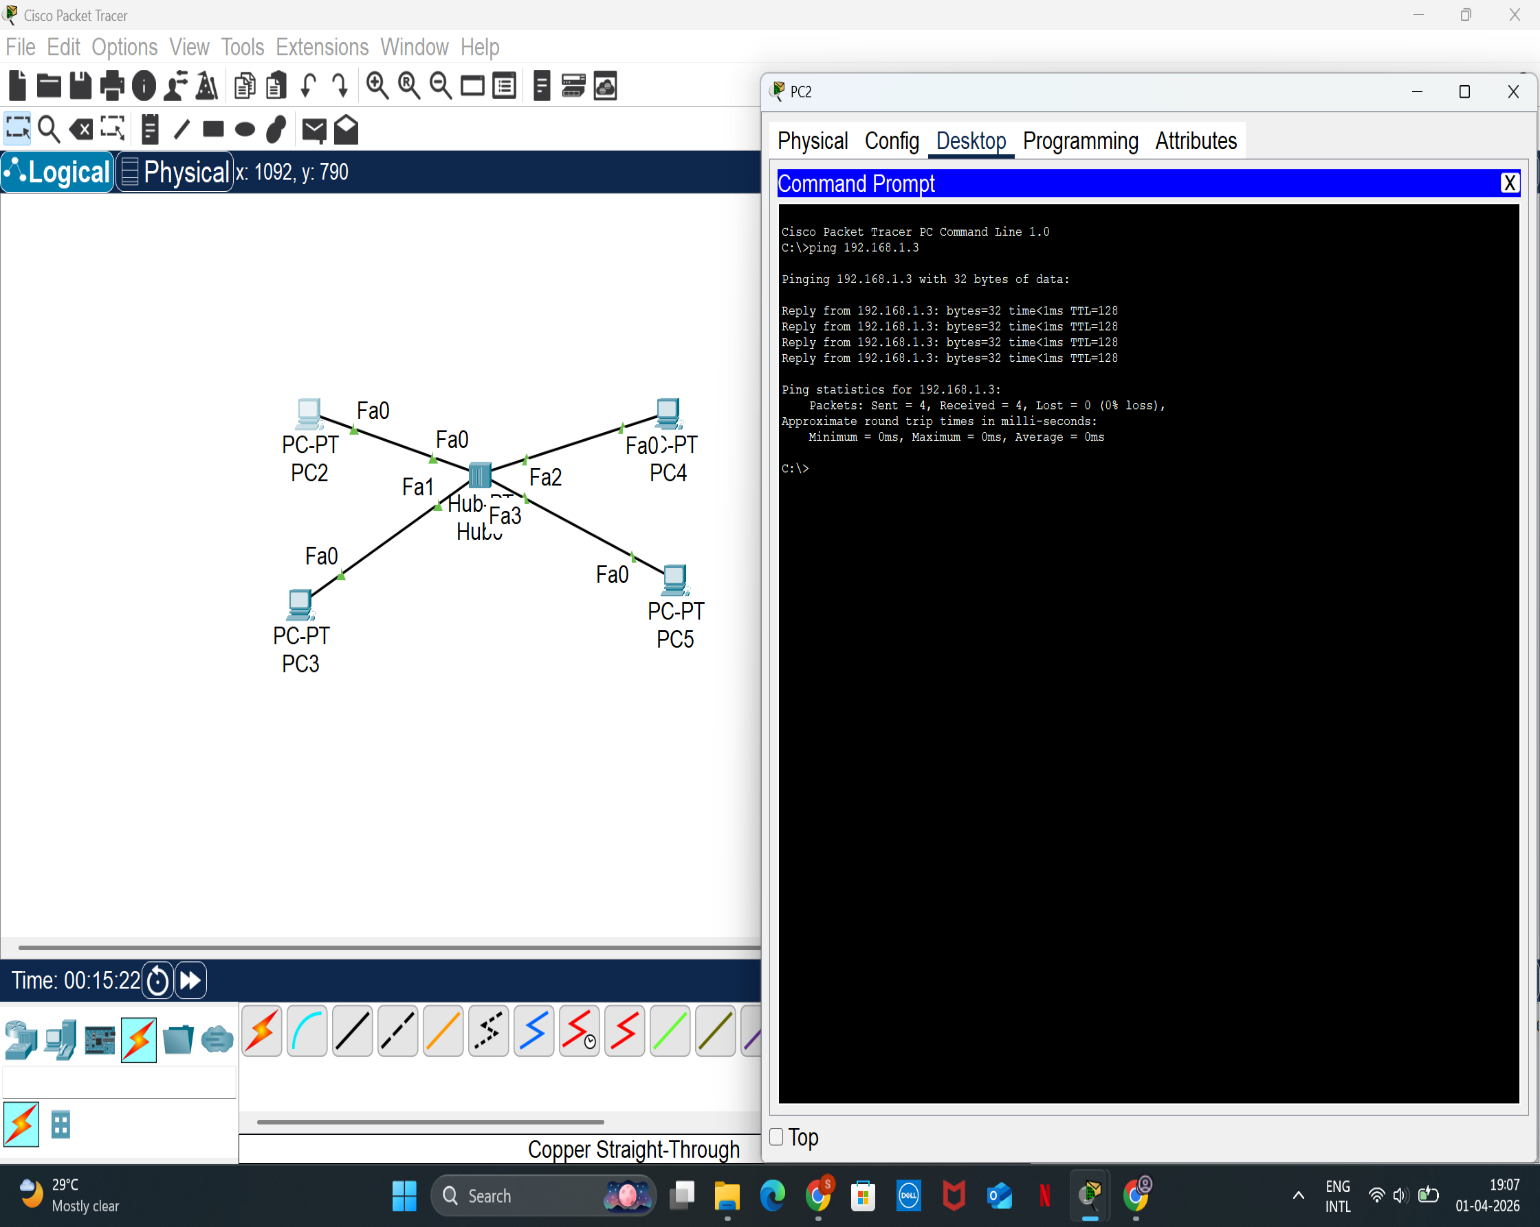 Cisco Packet Tracer
File Edit Options View Tools Extensions Window Help
Logical Physical x: 1092, y: 790
Fa0
PC-PT
PC2
Fa0
Fa1
Hub-PT
Fa3
Fa2
Fa0
PC4
Fa0
PC-PT
PC3
Fa0
PC-PT
PC5
Time: 00:15:22
Copper Straight-Through
PC2
Physical Config Desktop Programming Attributes
Command Prompt X
Cisco Packet Tracer PC Command Line 1.0
C:\>ping 192.168.1.3
Pinging 192.168.1.3 with 32 bytes of data:
Reply from 192.168.1.3: bytes=32 time<1ms TTL=128
Reply from 192.168.1.3: bytes=32 time<1ms TTL=128
Reply from 192.168.1.3: bytes=32 time<1ms TTL=128
Reply from 192.168.1.3: bytes=32 time<1ms TTL=128
Ping statistics for 192.168.1.3:
Packets: Sent = 4, Received = 4, Lost = 0 (0% loss),
Approximate round trip times in milli-seconds:
Minimum = 0ms, Maximum = 0ms, Average = 0ms
C:\>
Top
29°C
Mostly clear
Search
S
DELL
N
ENG
INTL
19:07
01-04-2026